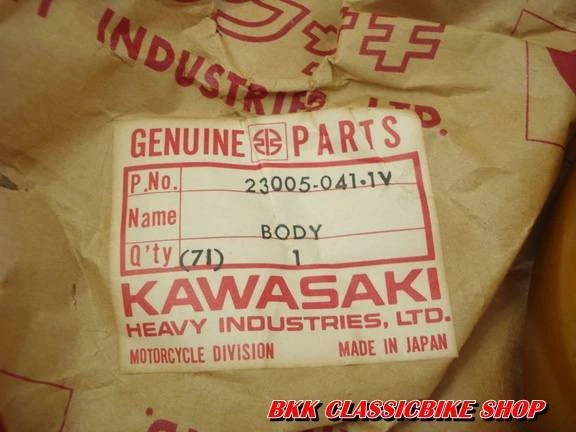 INDUSTRIES, LTD.
GENUINE PARTS
P.No. 23005-041-1V
Name BODY
Q'ty (71) 1
KAWASAKI
HEAVY INDUSTRIES, LTD.
MOTORCYCLE DIVISION MADE IN JAPAN
BKK CLASSICBIKE SHOP